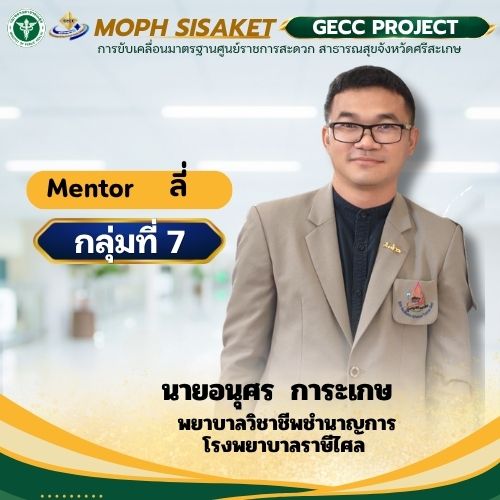 MOPH SISAKET GECC PROJECT
การขับเคลื่อนมาตรฐานศูนย์ราชการสะดวก สาธารณสุขจังหวัดศรีสะเกษ
Mentor ลี่
กลุ่มที่ 7
นายอนุศร การะเกษ
พยาบาลวิชาชีพชำนาญการ
โรงพยาบาลราษีไศล